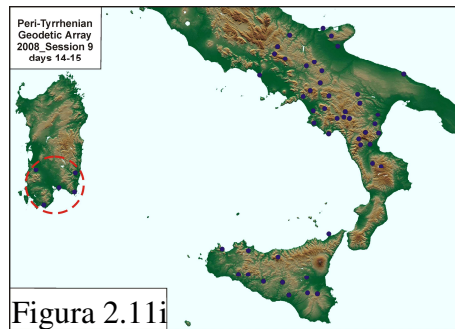 Peri-Tyrrhenian
Geodetic Array
2008_Session 9
days 14-15
Figura 2.11i